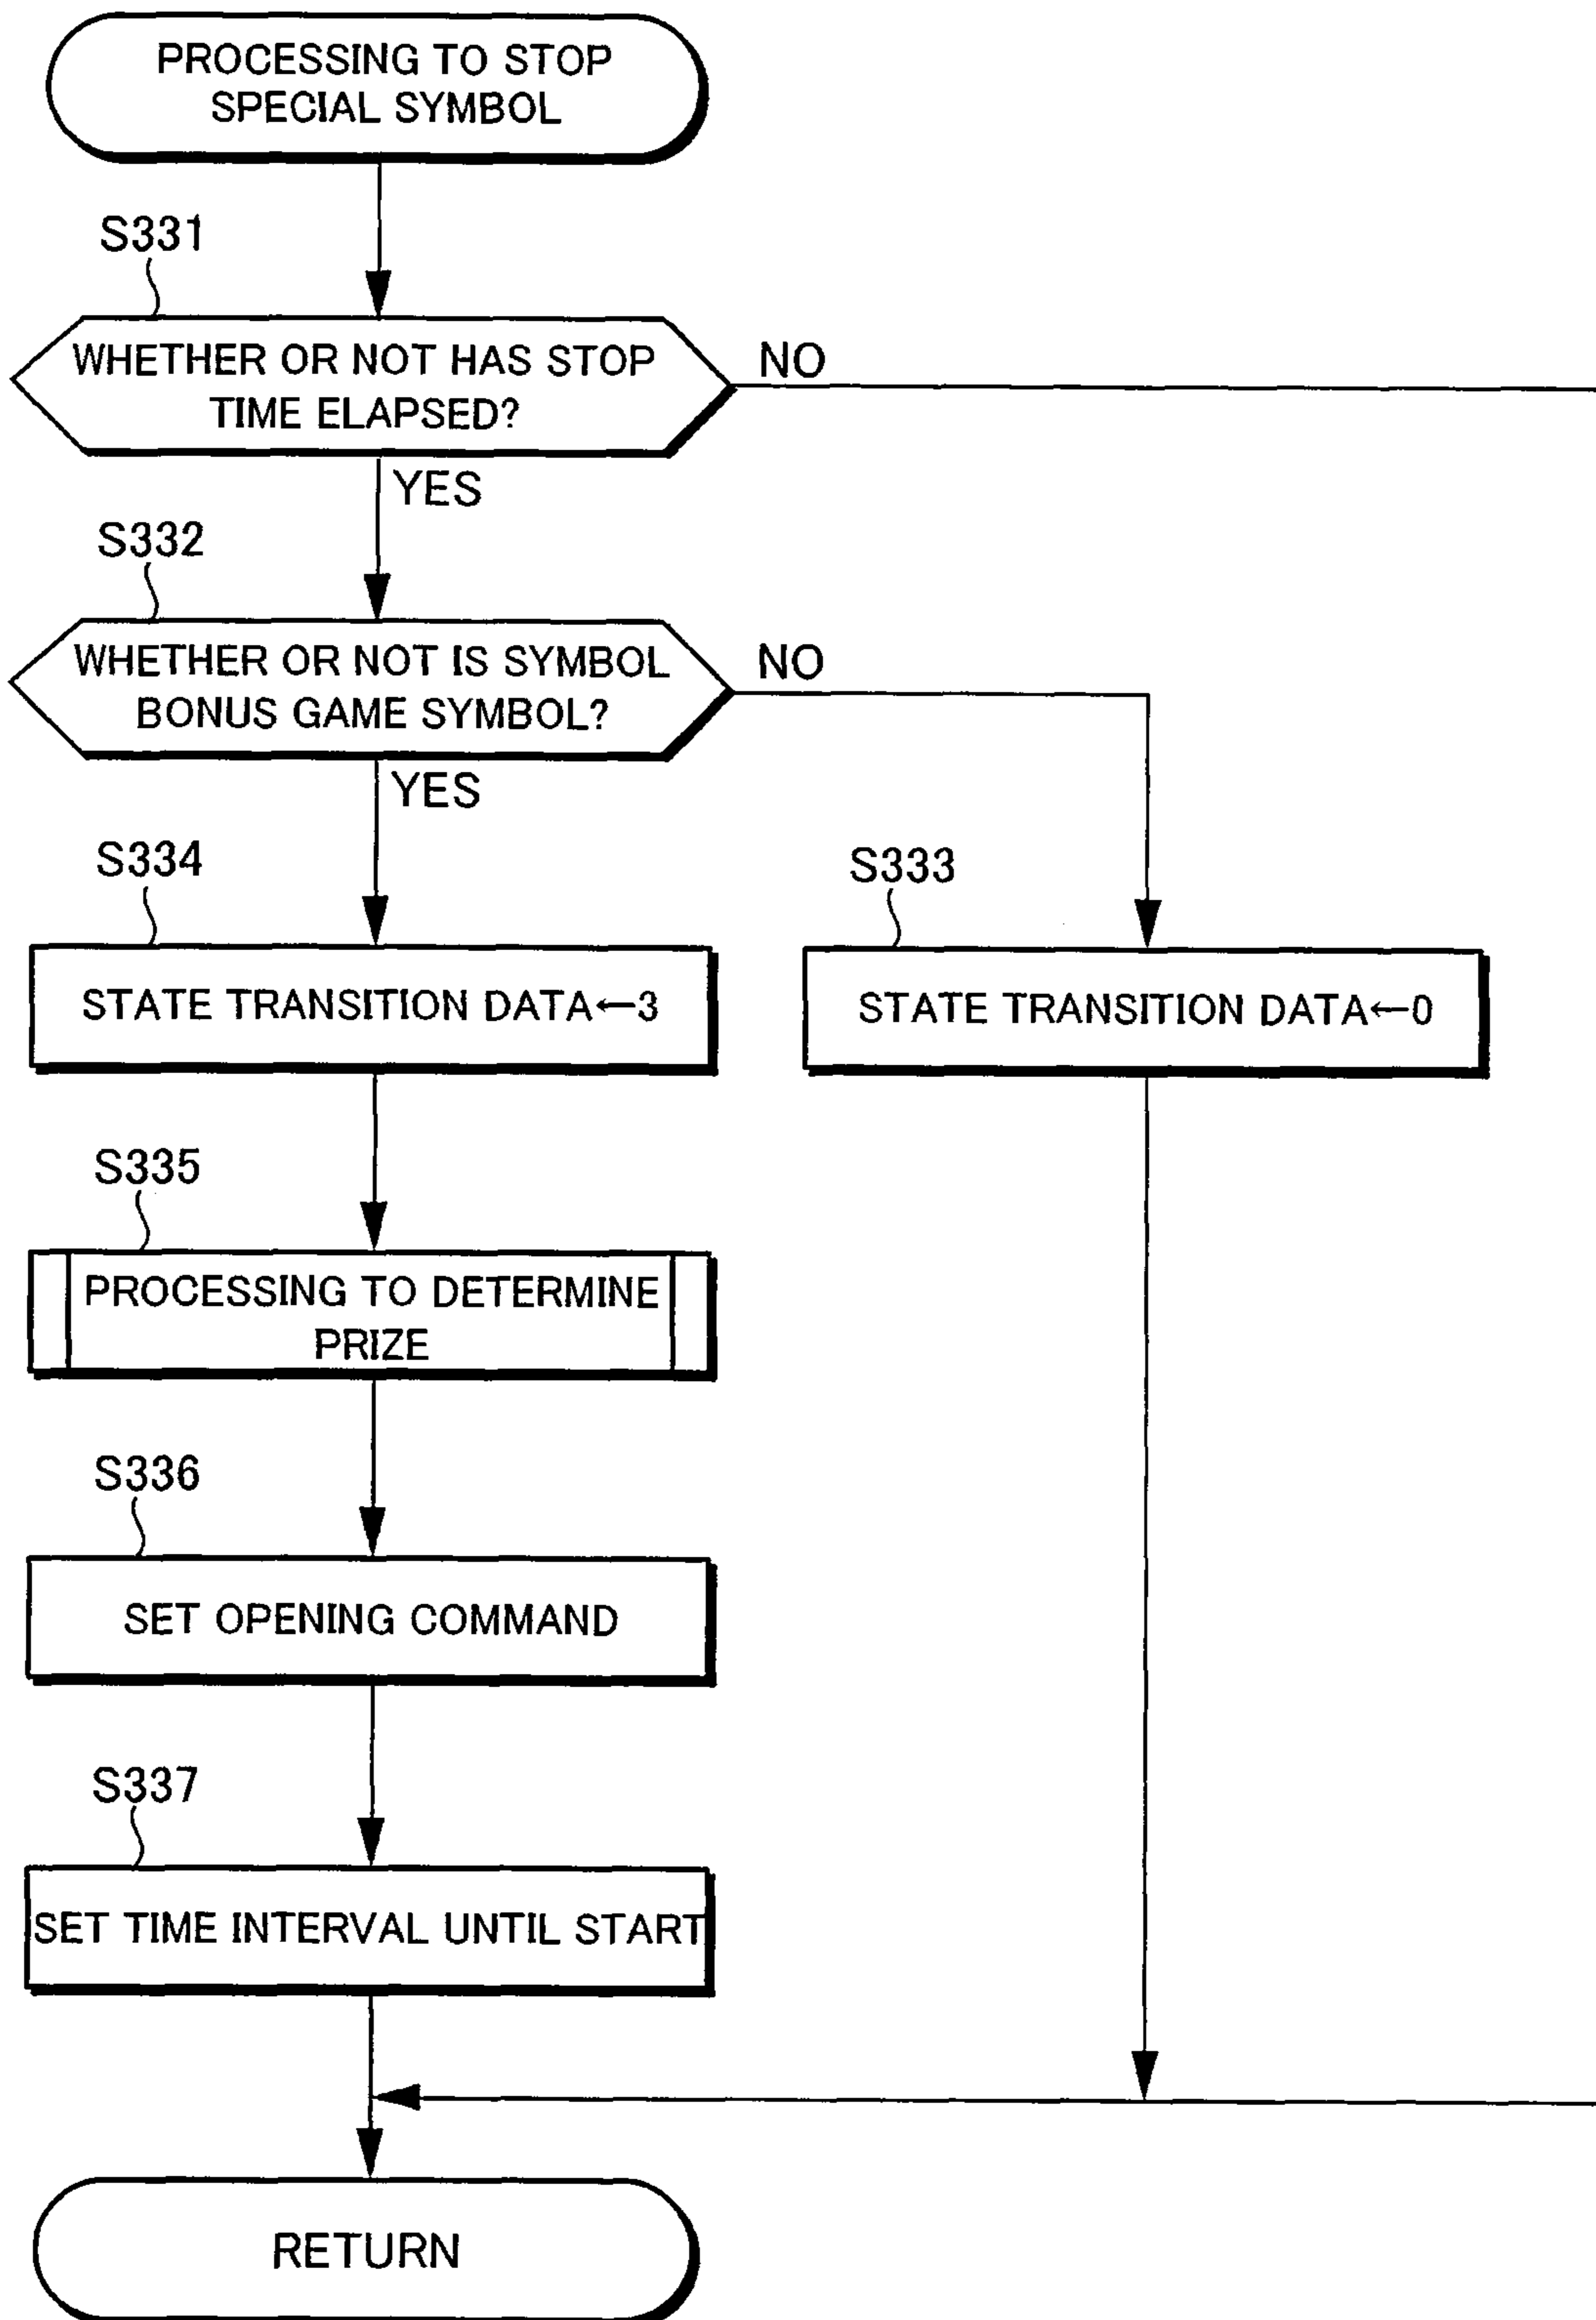 PROCESSING TO STOP
SPECIAL SYMBOL
S331
WHETHER OR NOT HAS STOP
TIME ELAPSED?
NO
YES
S332
WHETHER OR NOT IS SYMBOL
BONUS GAME SYMBOL?
NO
YES
S334
STATE TRANSITION DATA←3
S333
STATE TRANSITION DATA←0
S335
PROCESSING TO DETERMINE
PRIZE
S336
SET OPENING COMMAND
S337
SET TIME INTERVAL UNTIL START
RETURN